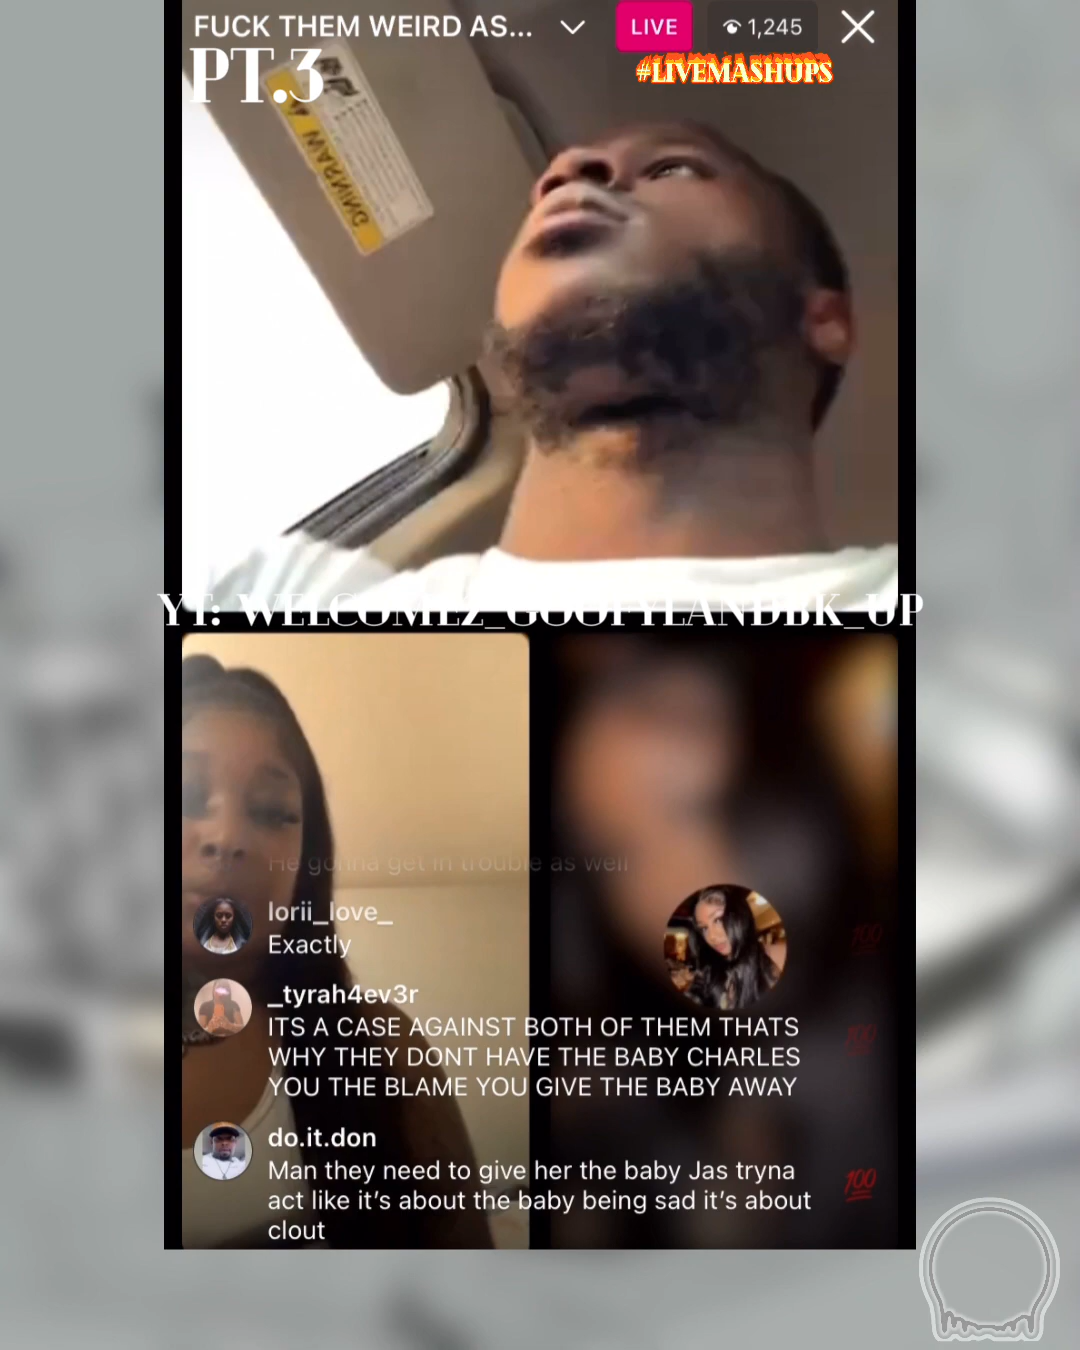 FUCK THEM WEIRD AS...
LIVE
1,245
PT.3
#LIVEMASHUPS
WARNING
YT: WELCOMEZ_GOOFYLANDBK_UP
He gonna get in trouble as well
lorii_love_
Exactly
_tyrah4ev3r
ITS A CASE AGAINST BOTH OF THEM THATS
WHY THEY DONT HAVE THE BABY CHARLES
YOU THE BLAME YOU GIVE THE BABY AWAY
do.it.don
Man they need to give her the baby Jas tryna
act like it’s about the baby being sad it’s about
clout
100
100
100